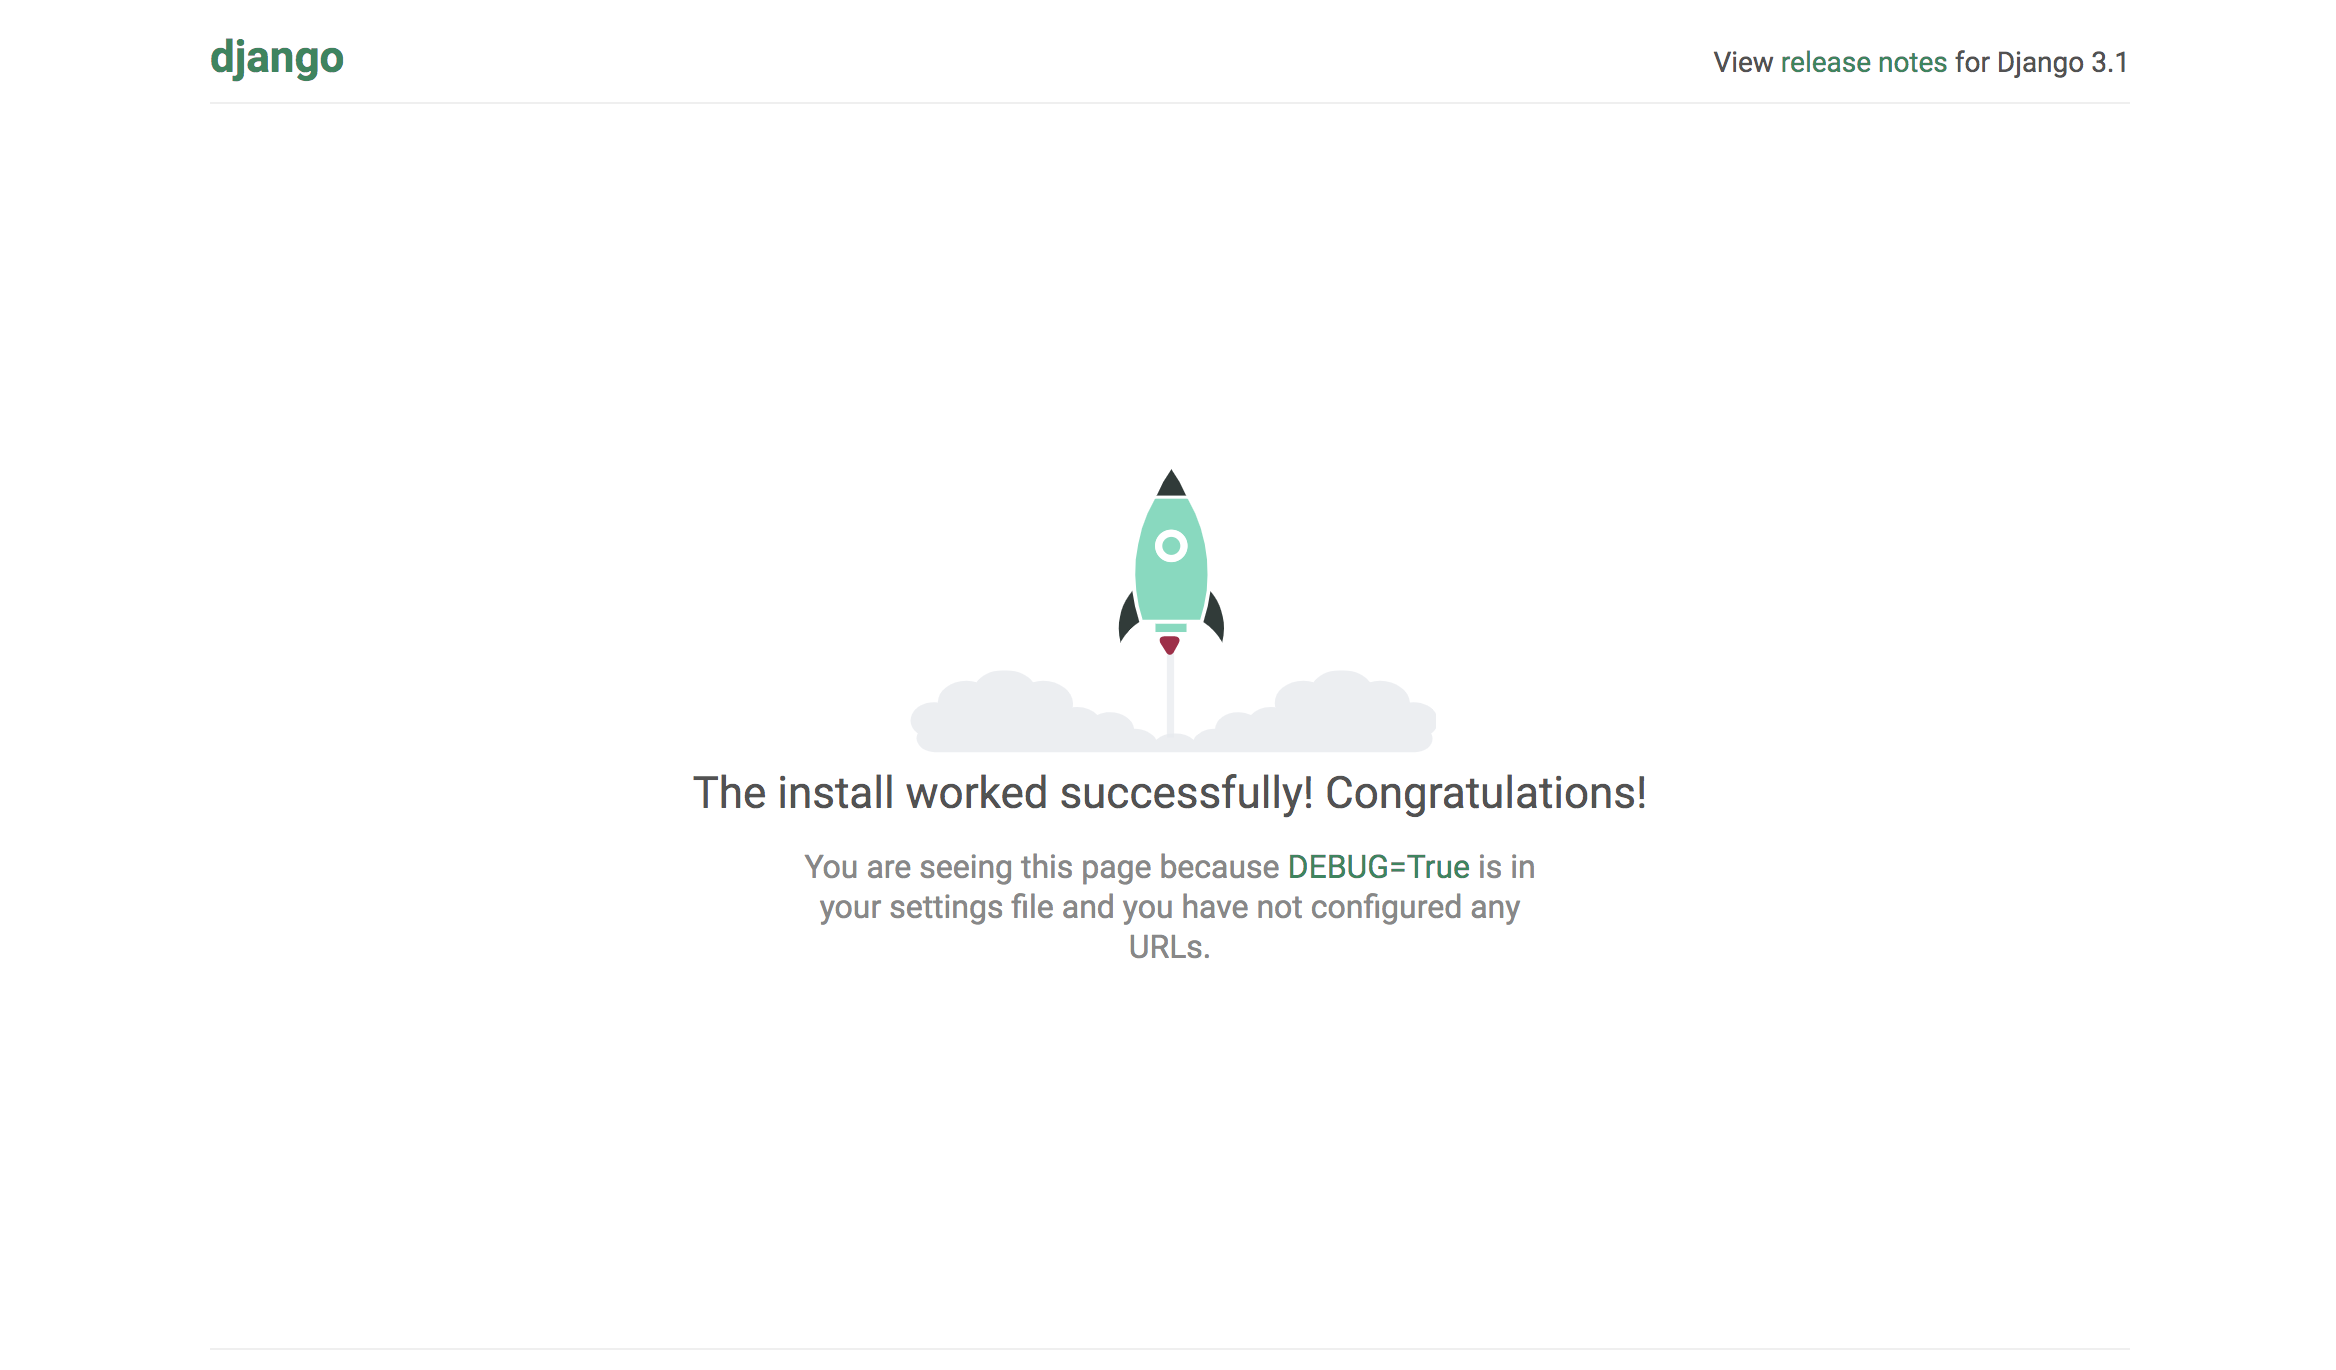 django
View release notes for Django 3.1
The install worked successfully! Congratulations!
You are seeing this page because DEBUG=True is in
your settings file and you have not configured any
URLs.